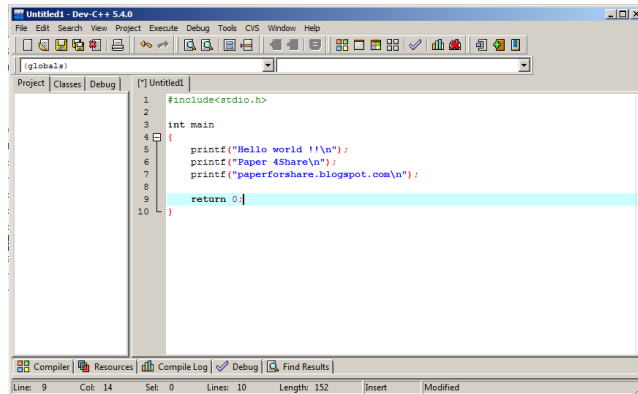 Untitled1 - Dev-C++ 5.4.0
File Edit Search View Project Execute Debug Tools CVS Window Help
(globals)
Project Classes Debug [*] Untitled1
1 #include<stdio.h>
2
3 int main
4 {
5 printf("Hello world !!\n");
6 printf("Paper 4Share\n");
7 printf("paperforshare.blogspot.com\n");
8
9 return 0;
10 }
Compiler Resources Compile Log Debug Find Results
Line: 9 Col: 14 Sel: 0 Lines: 10 Length: 152 Insert Modified